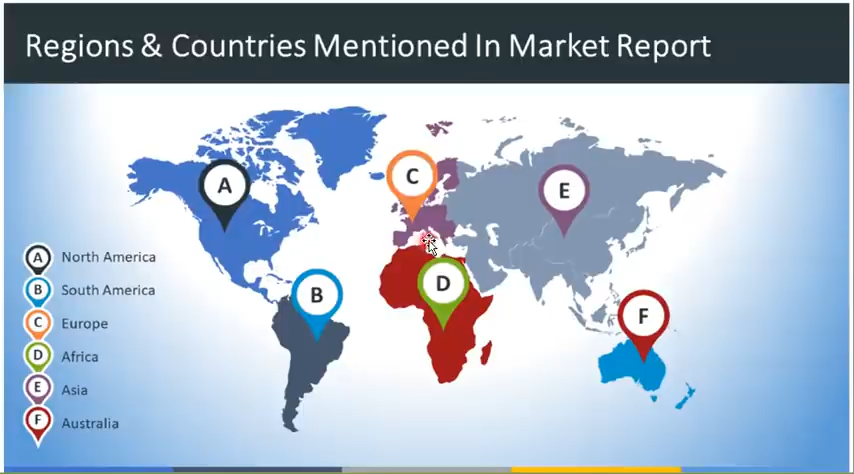 Regions & Countries Mentioned In Market Report
A
C
E
B
D
F
A North America
B South America
C Europe
D Africa
E Asia
F Australia